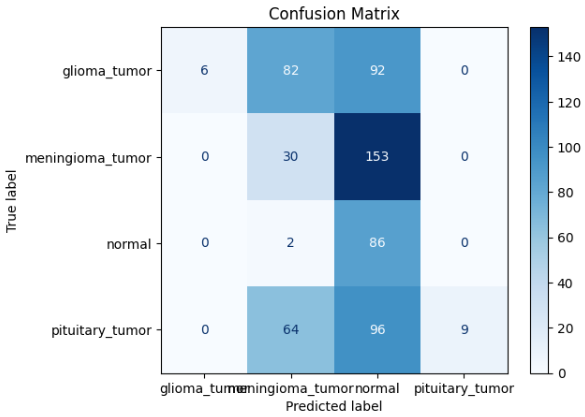 Confusion Matrix
glioma_tumor 6 82 92 0
meningioma_tumor 0 30 153 0
normal 0 2 86 0
pituitary_tumor 0 64 96 9
glioma_tumor meningioma_tumor normal pituitary_tumor
Predicted label
True label
140
120
100
80
60
40
20
0